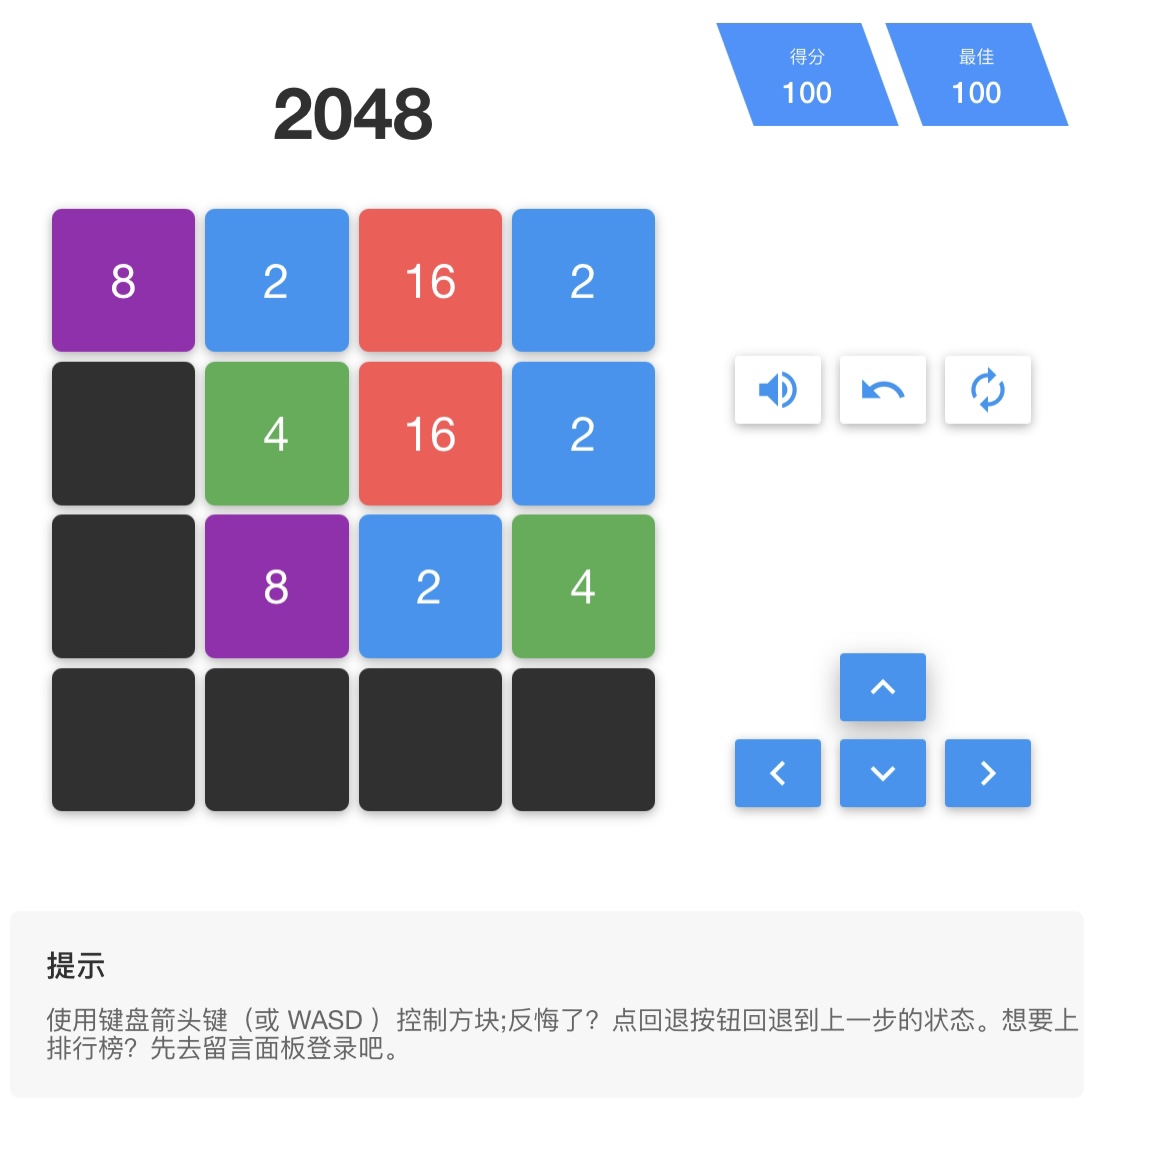 得分
100
最佳
100
2048
8 2 16 2
4 16 2
8 2 4
提示
使用键盘箭头键（或 WASD ）控制方块;反悔了？点回退按钮回退到上一步的状态。想要上
排行榜？先去留言面板登录吧。